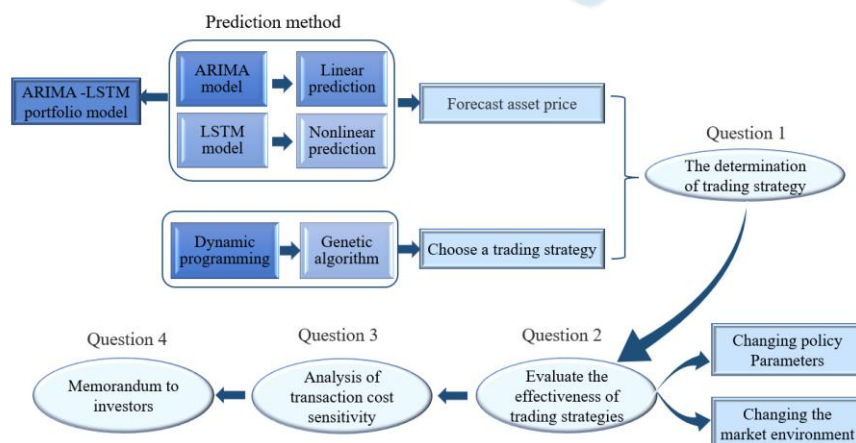 Prediction method
ARIMA -LSTM
portfolio model
ARIMA
model
Linear
prediction
LSTM
model
Nonlinear
prediction
Forecast asset price
Question 1
The determination
of trading strategy
Dynamic
programming
Genetic
algorithm
Choose a trading strategy
Question 4
Memorandum to
investors
Question 3
Analysis of
transaction cost
sensitivity
Question 2
Evaluate the
effectiveness of
trading strategies
Changing policy
Parameters
Changing the
market environment